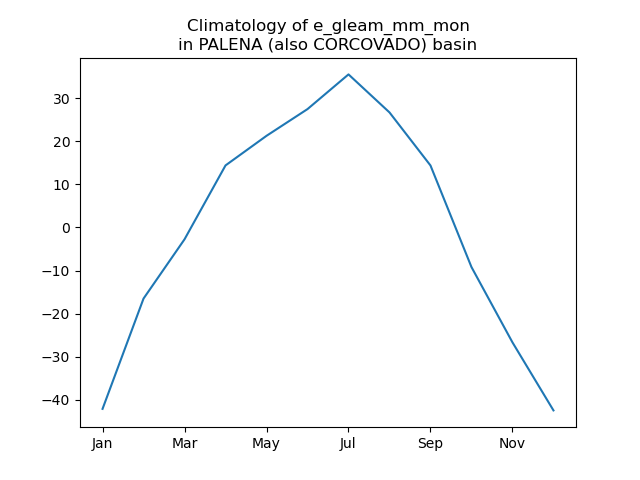 Climatology of e_gleam_mm_mon
in PALENA (also CORCOVADO) basin
30
20
10
0
−10
−20
−30
−40
Jan Mar May Jul Sep Nov